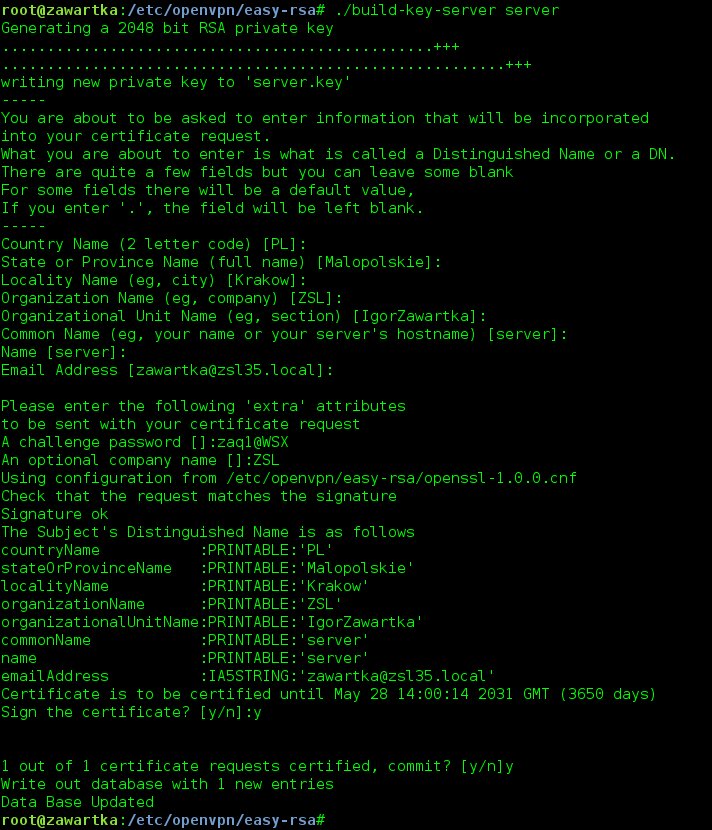 root@zawartka:/etc/openvpn/easy-rsa# ./build-key-server server
Generating a 2048 bit RSA private key
...............................................+++
.......................................................+++
writing new private key to 'server.key'
-----
You are about to be asked to enter information that will be incorporated
into your certificate request.
What you are about to enter is what is called a Distinguished Name or a DN.
There are quite a few fields but you can leave some blank
For some fields there will be a default value,
If you enter '.', the field will be left blank.
-----
Country Name (2 letter code) [PL]:
State or Province Name (full name) [Malopolskie]:
Locality Name (eg, city) [Krakow]:
Organization Name (eg, company) [ZSL]:
Organizational Unit Name (eg, section) [IgorZawartka]:
Common Name (eg, your name or your server's hostname) [server]:
Name [server]:
Email Address [zawartka@zsl35.local]:

Please enter the following 'extra' attributes
to be sent with your certificate request
A challenge password []:zaq1@WSX
An optional company name []:ZSL
Using configuration from /etc/openvpn/easy-rsa/openssl-1.0.0.cnf
Check that the request matches the signature
Signature ok
The Subject's Distinguished Name is as follows
countryName           :PRINTABLE:'PL'
stateOrProvinceName   :PRINTABLE:'Malopolskie'
localityName          :PRINTABLE:'Krakow'
organizationName      :PRINTABLE:'ZSL'
organizationalUnitName:PRINTABLE:'IgorZawartka'
commonName            :PRINTABLE:'server'
name                  :PRINTABLE:'server'
emailAddress          :IA5STRING:'zawartka@zsl35.local'
Certificate is to be certified until May 28 14:00:14 2031 GMT (3650 days)
Sign the certificate? [y/n]:y


1 out of 1 certificate requests certified, commit? [y/n]y
Write out database with 1 new entries
Data Base Updated
root@zawartka:/etc/openvpn/easy-rsa#